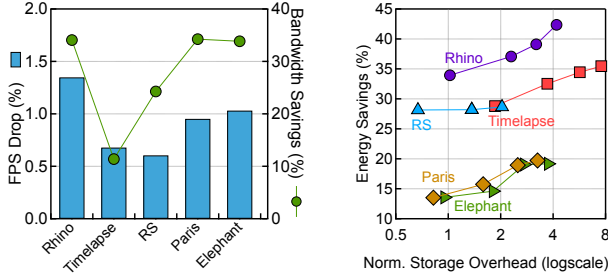 2.0
1.5
1.0
0.5
0.0
FPS Drop (%)
40
30
20
10
0
Bandwidth Savings (%)
Rhino
Timelapse
RS
Paris
Elephant
45
40
35
30
25
20
15
10
Energy Savings (%)
Rhino
RS
Timelapse
Paris
Elephant
0.5
1
2
4
8
Norm. Storage Overhead (logscale)